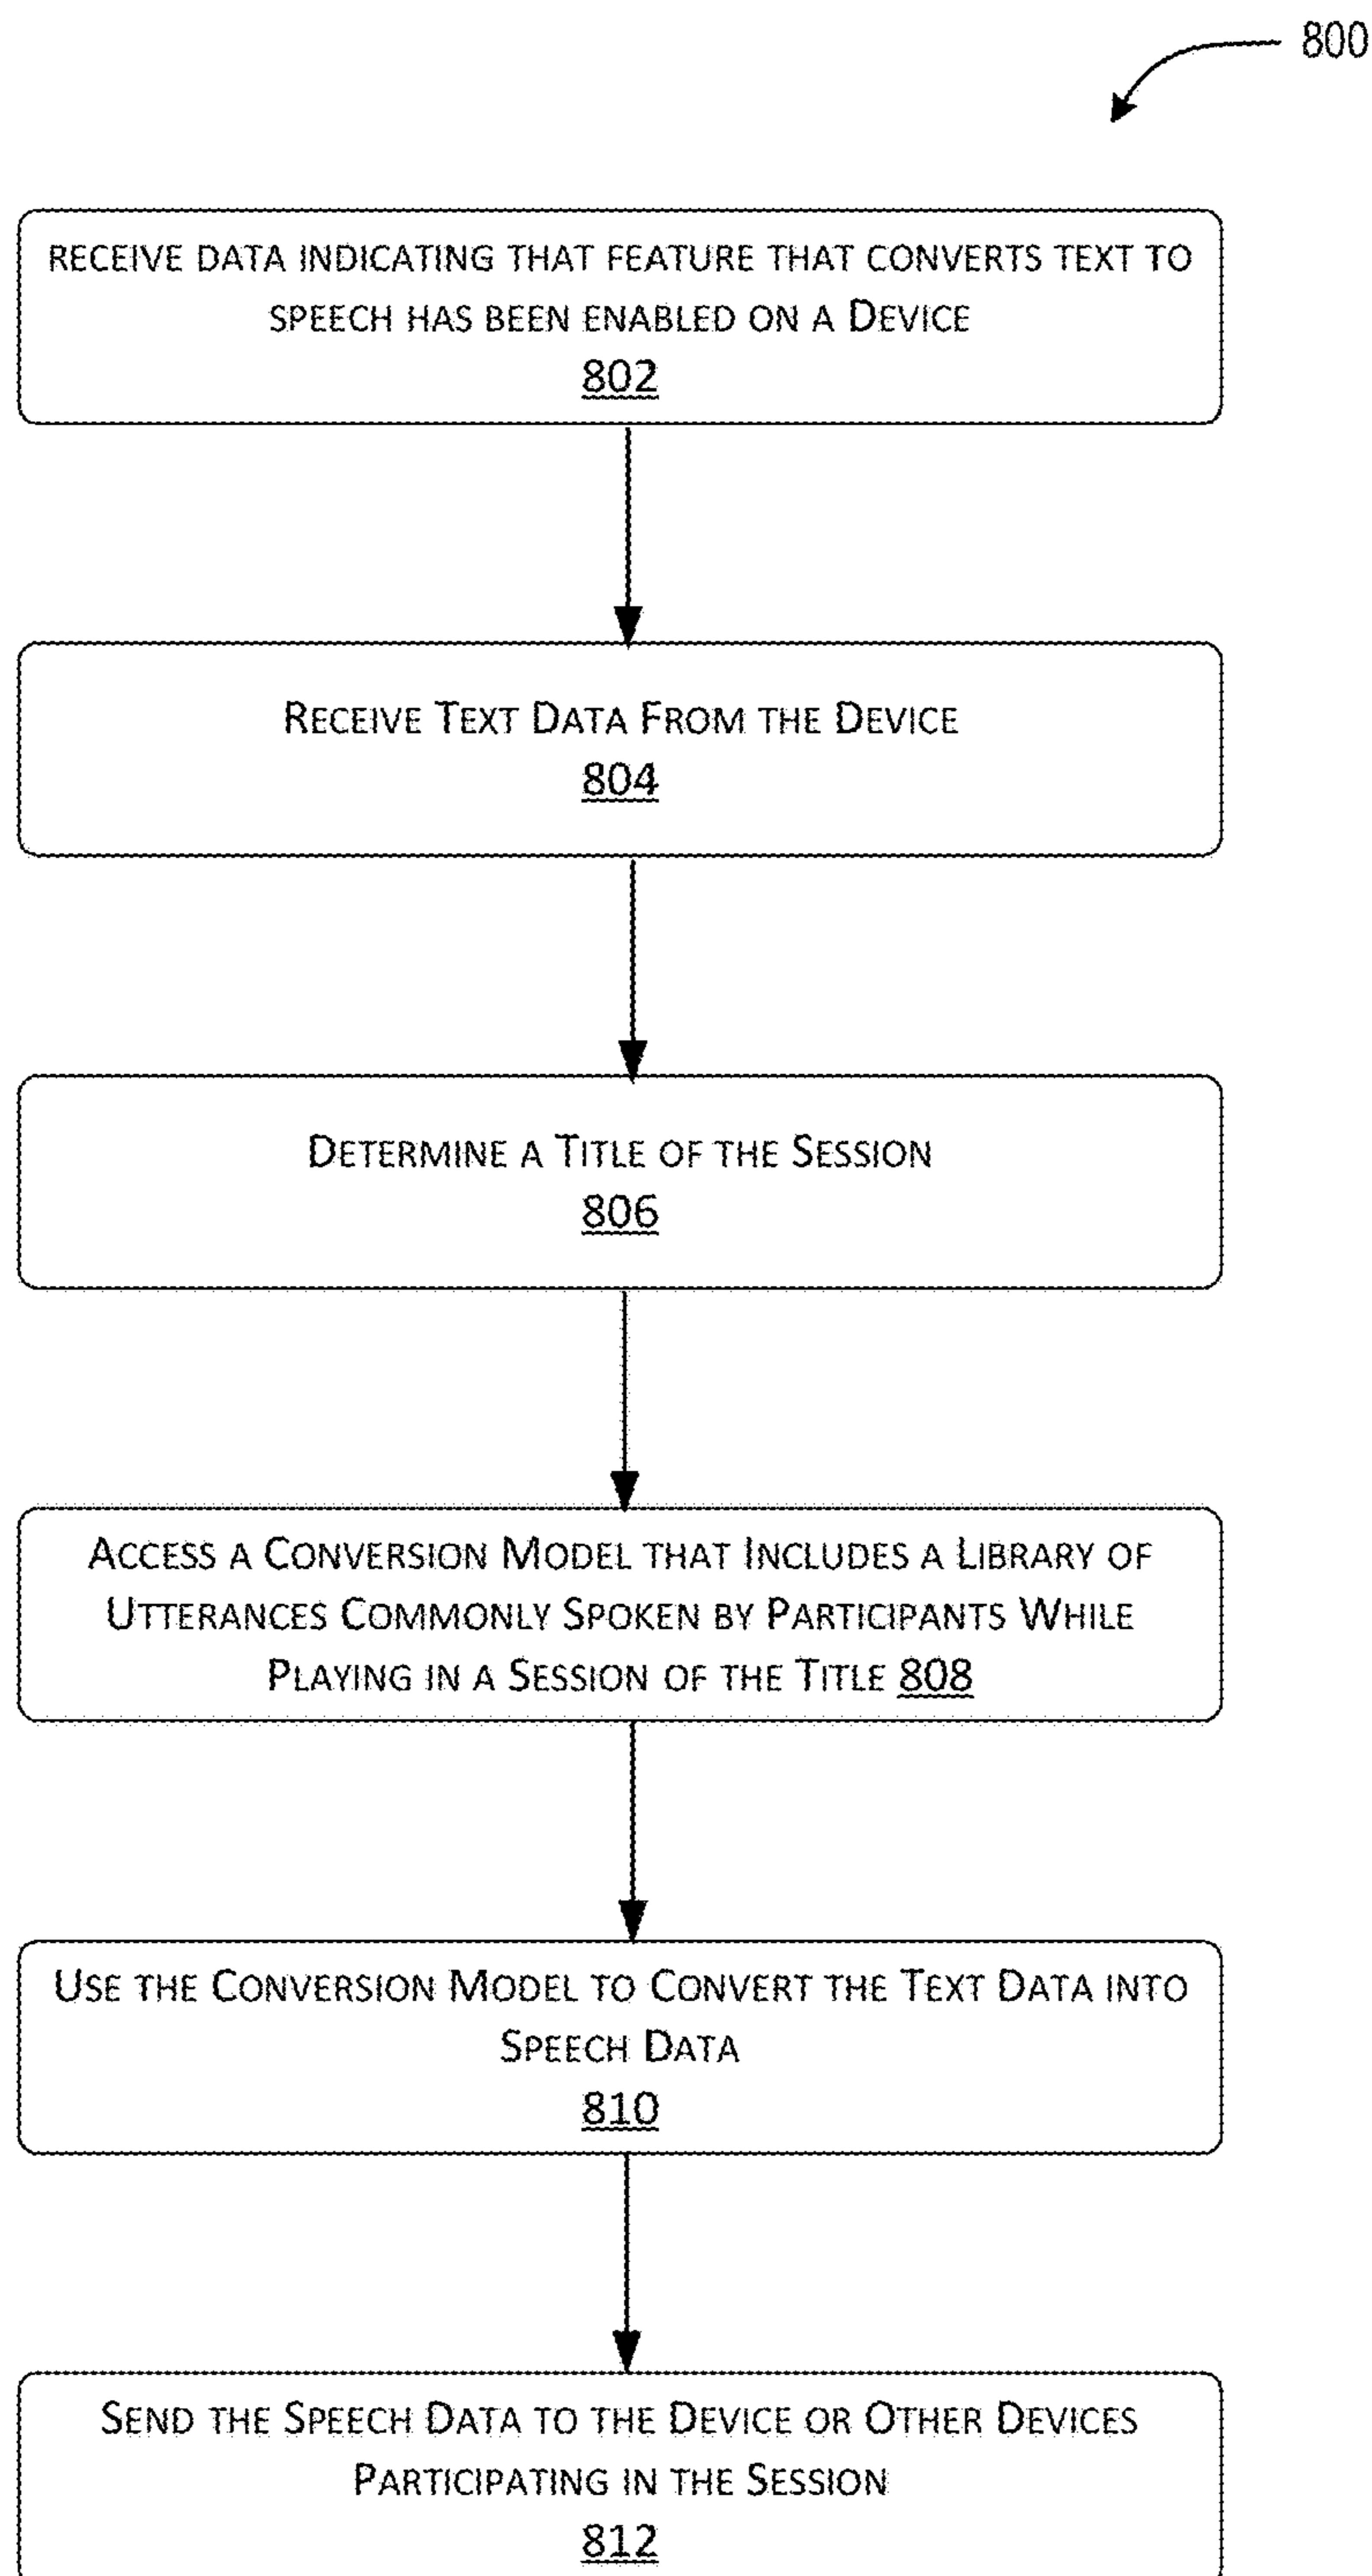 800
RECEIVE DATA INDICATING THAT FEATURE THAT CONVERTS TEXT TO
SPEECH HAS BEEN ENABLED ON A DEVICE
802
RECEIVE TEXT DATA FROM THE DEVICE
804
DETERMINE A TITLE OF THE SESSION
806
ACCESS A CONVERSION MODEL THAT INCLUDES A LIBRARY OF
UTTERANCES COMMONLY SPOKEN BY PARTICIPANTS WHILE
PLAYING IN A SESSION OF THE TITLE 808
USE THE CONVERSION MODEL TO CONVERT THE TEXT DATA INTO
SPEECH DATA
810
SEND THE SPEECH DATA TO THE DEVICE OR OTHER DEVICES
PARTICIPATING IN THE SESSION
812